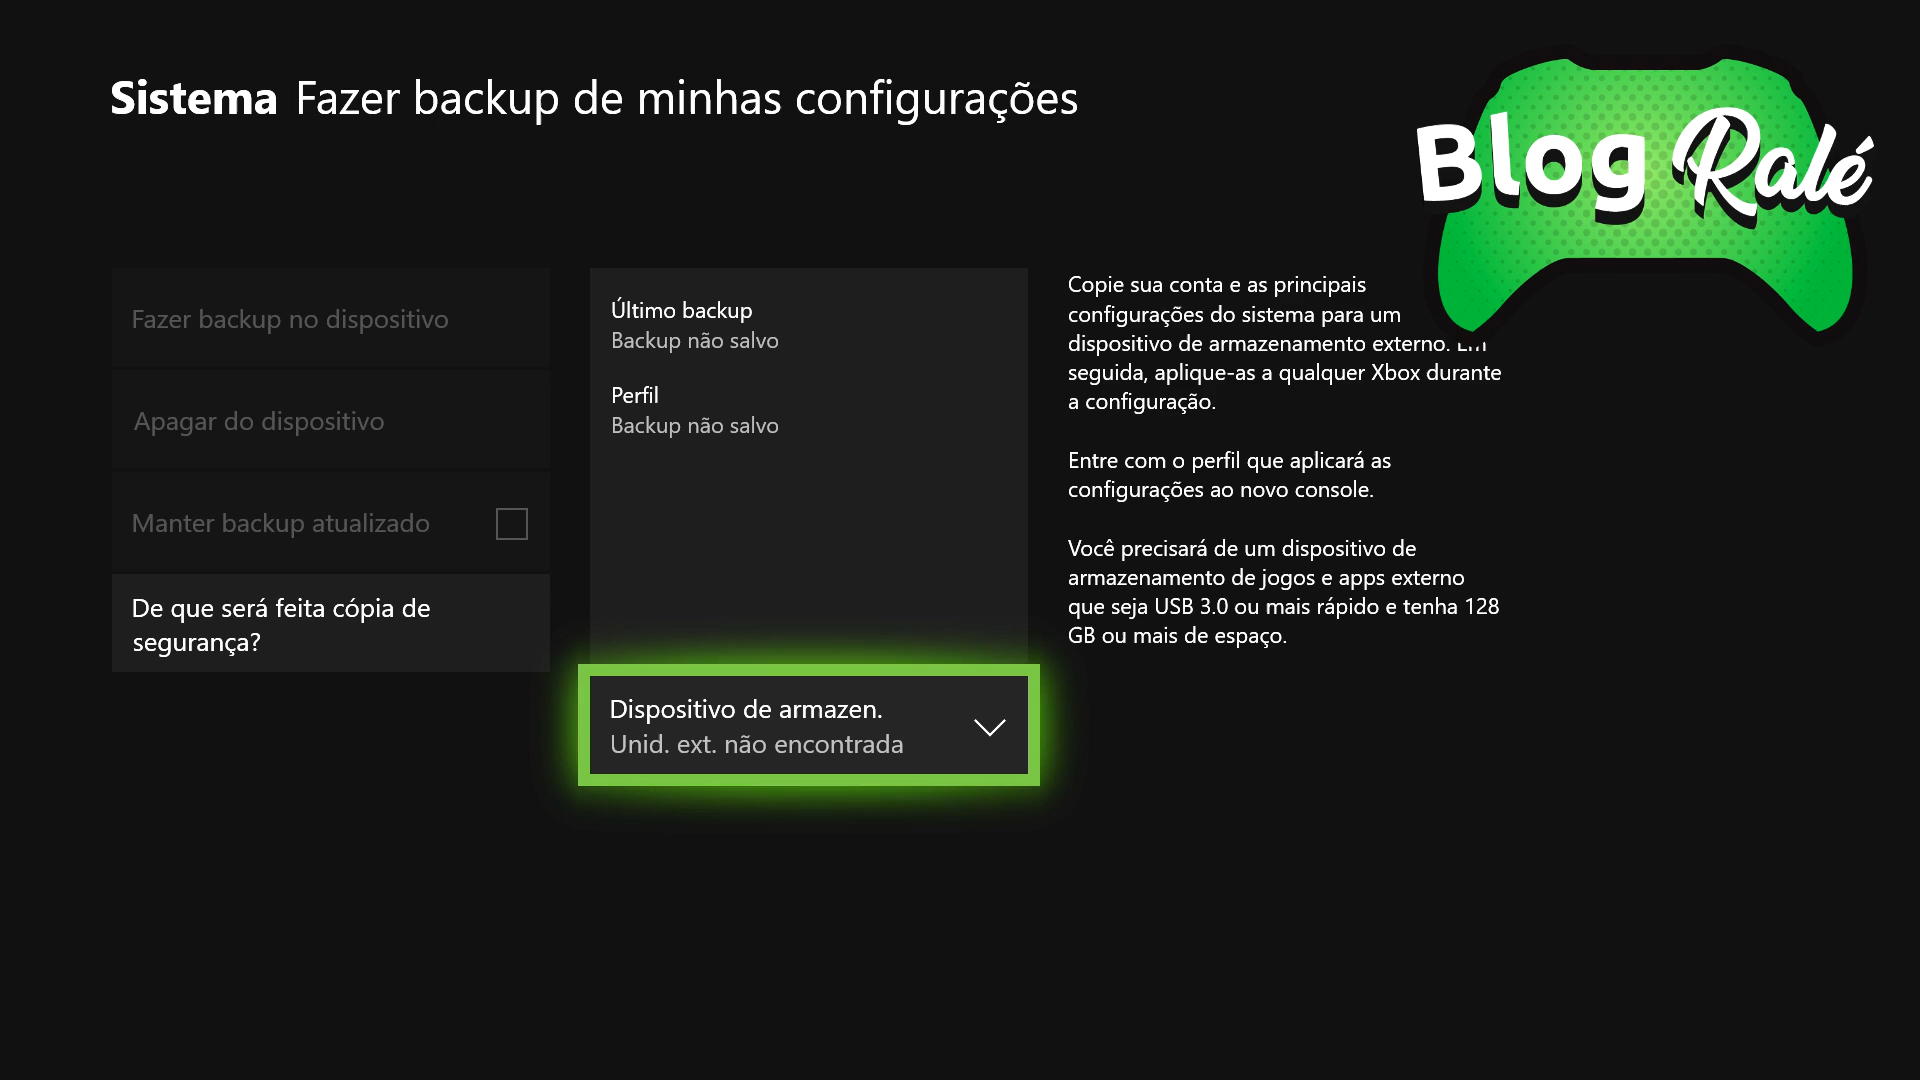 Sistema Fazer backup de minhas configurações
Blog Ralé
Fazer backup no dispositivo
Apagar do dispositivo
Manter backup atualizado
De que será feita cópia de
segurança?
Último backup
Backup não salvo
Perfil
Backup não salvo
Dispositivo de armazen.
Unid. ext. não encontrada
Copie sua conta e as principais
configurações do sistema para um
dispositivo de armazenamento externo. Em
seguida, aplique-as a qualquer Xbox durante
a configuração.
Entre com o perfil que aplicará as
configurações ao novo console.
Você precisará de um dispositivo de
armazenamento de jogos e apps externo
que seja USB 3.0 ou mais rápido e tenha 128
GB ou mais de espaço.